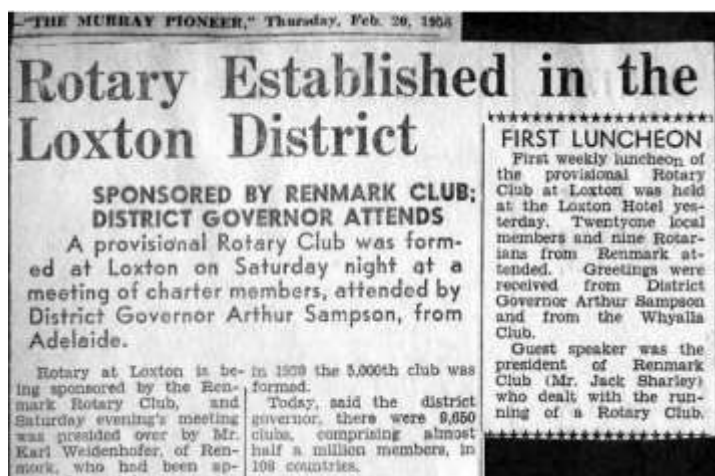 "THE MURRAY PIONEER," Thursday, Feb. 20, 1958
Rotary Established in the
Loxton District
SPONSORED BY RENMARK CLUB;
DISTRICT GOVERNOR ATTENDS
A provisional Rotary Club was form-
ed at Loxton on Saturday night at a
meeting of charter members, attended by
District Governor Arthur Sampson, from
Adelaide.
Rotary at Loxton is be-
ing sponsored by the Ren-
mark Rotary Club, and
Saturday evening's meeting
was presided over by Mr.
Karl Weidenhofer, of Ren-
mark, who had been ap-
in 1939 the 5,000th club was
formed.
Today, said the district
governor, there were 9,650
clubs, comprising almost
half a million members, in
108 countries.
FIRST LUNCHEON
First weekly luncheon of
the provisional Rotary
Club at Loxton was held
at the Loxton Hotel yes-
terday. Twentyone local
members and nine Rotar-
ians from Renmark at-
tended. Greetings were
received from District
Governor Arthur Sampson
and from the Whyalla
Club.
Guest speaker was the
president of Renmark
Club (Mr. Jack Sharley)
who dealt with the run-
ning of a Rotary Club.